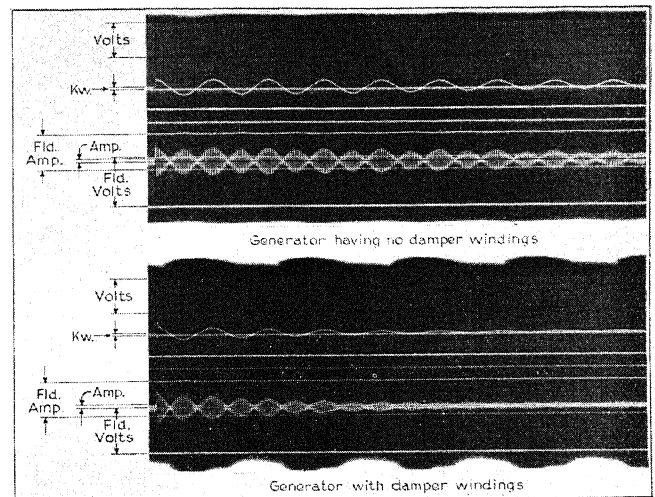 Volts
Kw.
Fld. Amp.
Amp.
Fld. Volts
Generator having no damper windings
Volts
Kw.
Fld. Amp.
Amp.
Fld. Volts
Generator with damper windings